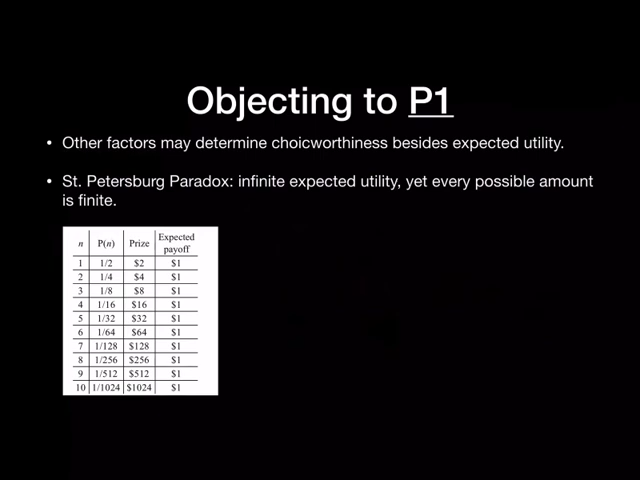 Objecting to P1
• Other factors may determine choicworthiness besides expected utility.
• St. Petersburg Paradox: infinite expected utility, yet every possible amount
is finite.
n P(n) Prize Expected payoff
1 1/2 $2 $1
2 1/4 $4 $1
3 1/8 $8 $1
4 1/16 $16 $1
5 1/32 $32 $1
6 1/64 $64 $1
7 1/128 $128 $1
8 1/256 $256 $1
9 1/512 $512 $1
10 1/1024 $1024 $1